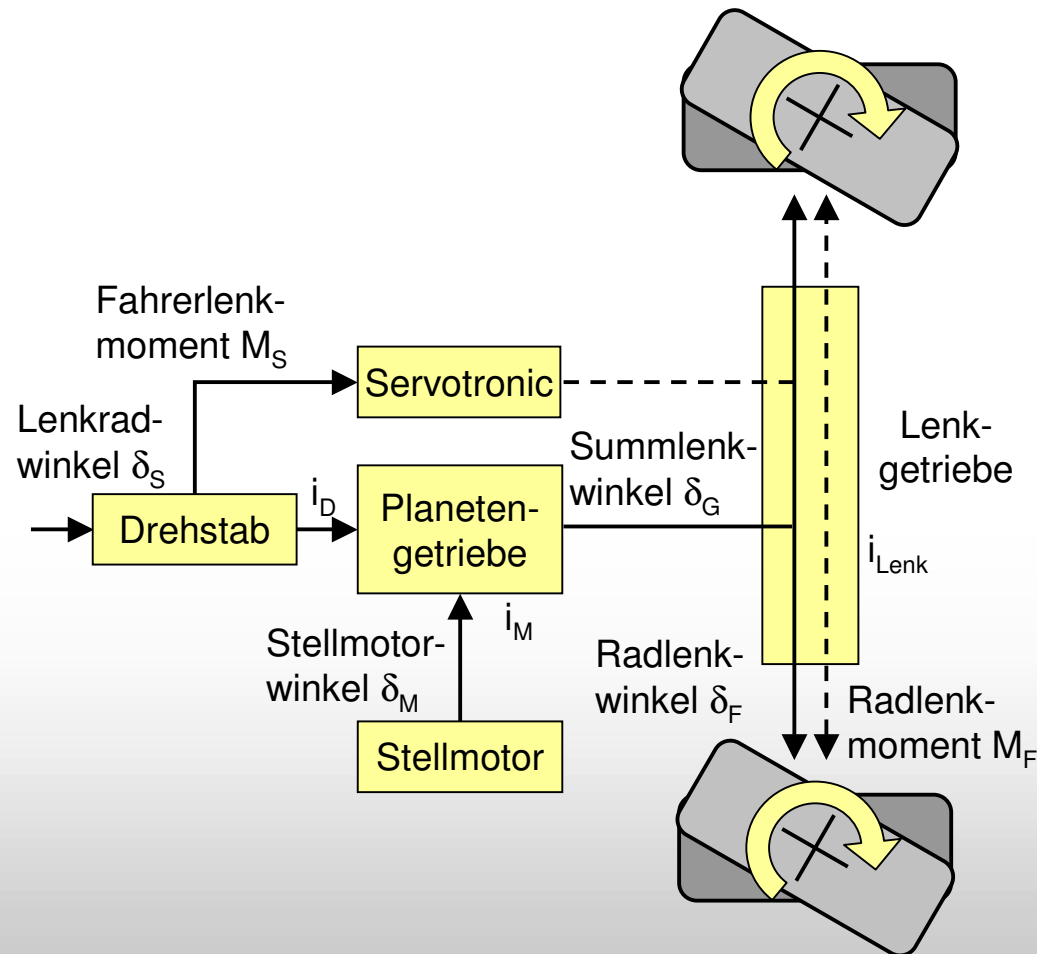 Fahrerlenk-
moment M_S
Servotronic
Lenkrad-
winkel δ_S
Drehstab
i_D
Planeten-
getriebe
Summlenk-
winkel δ_G
Lenk-
getriebe
i_Lenk
i_M
Stellmotor-
winkel δ_M
Stellmotor
Radlenk-
winkel δ_F
Radlenk-
moment M_F